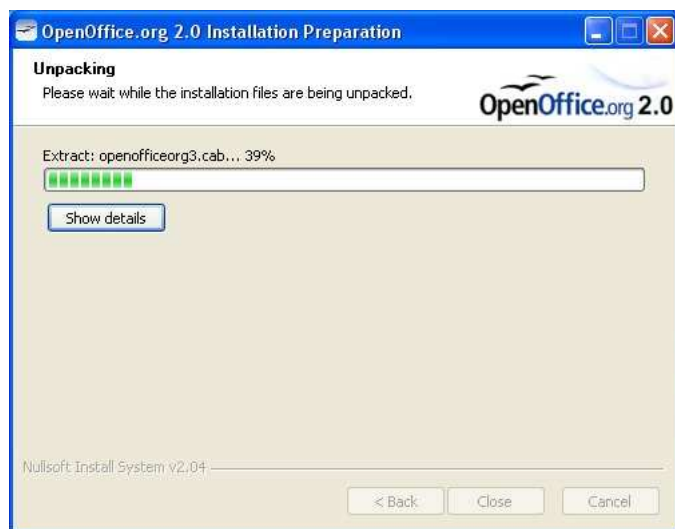 OpenOffice.org 2.0 Installation Preparation
Unpacking
Please wait while the installation files are being unpacked.
OpenOffice.org 2.0
Extract: openofficeorg3.cab... 39%
Show details
Nullsoft Install System v2.04
< Back Close Cancel